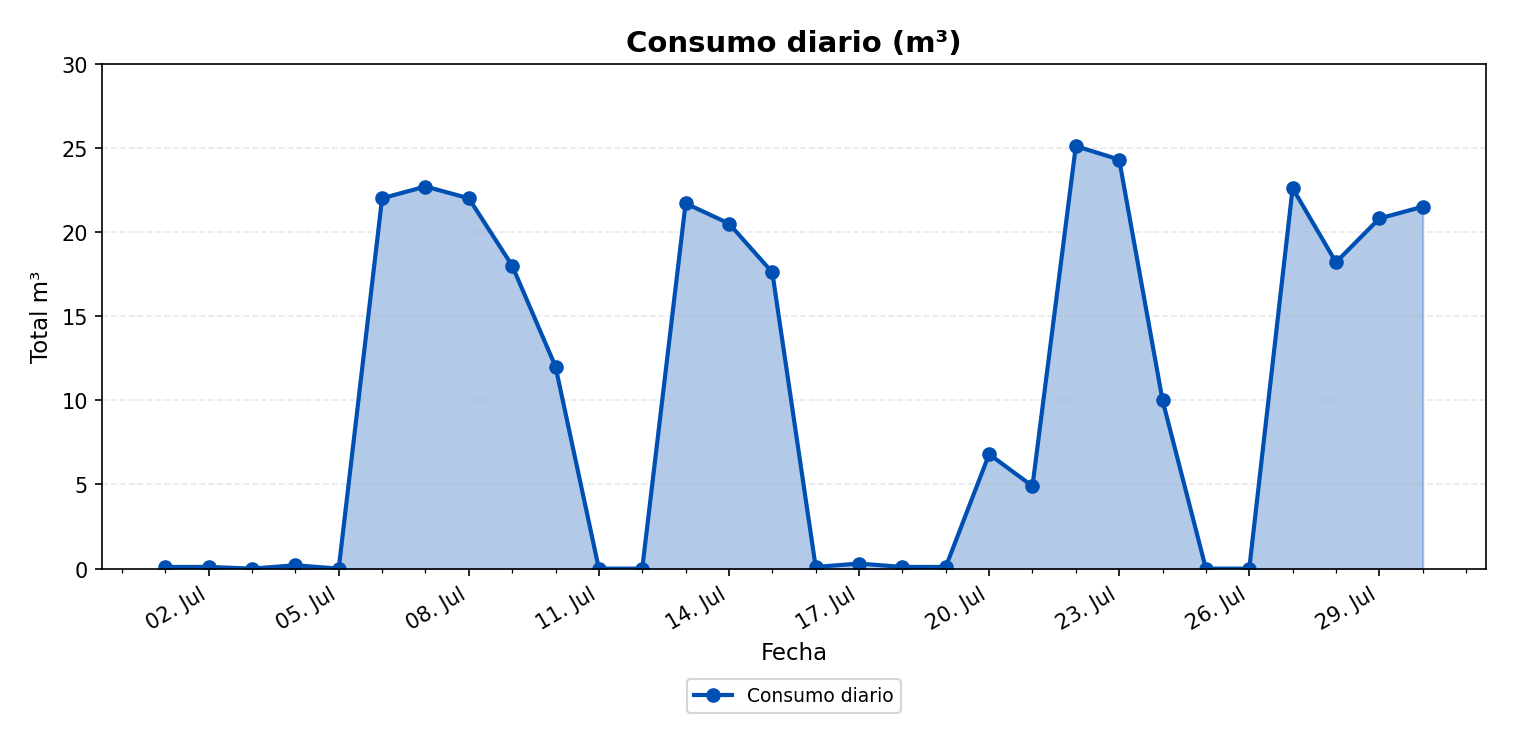 Consumo diario (m³)
30
25
20
15
10
5
0
Total m³
02. Jul
05. Jul
08. Jul
11. Jul
14. Jul
17. Jul
20. Jul
23. Jul
26. Jul
29. Jul
Fecha
Consumo diario